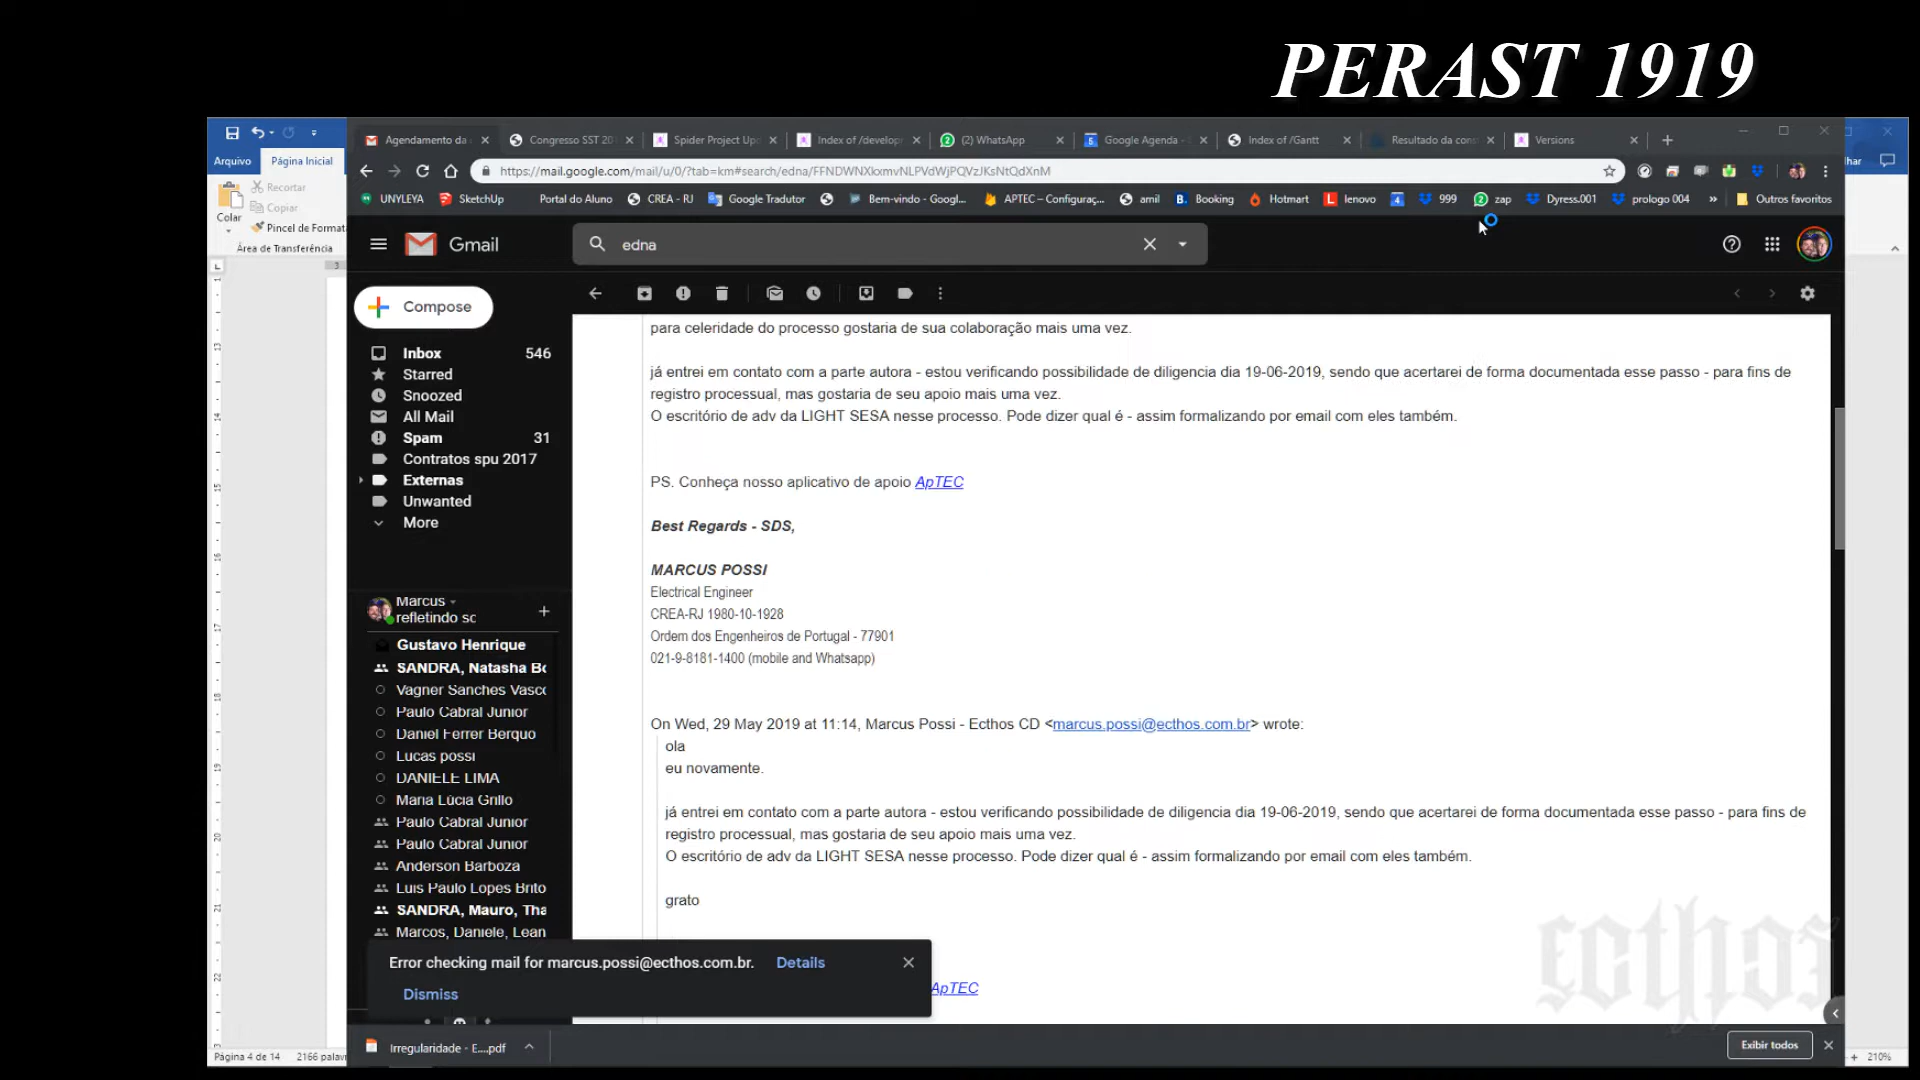 PERAST 1919
Arquivo
Página Inicial
Colar
Recortar
Copiar
Pincel de Format
Área de Transferência
Agendamento da
Congresso SST 20
Spider Project Up
Index of /develop
(2) WhatsApp
Google Agenda -
Index of /Gantt
Resultado da cons
Versions
lhar
https://mail.google.com/mail/u/0/?tab=km#search/edna/FFNDWNXkxmvNLPVdWjPQVzJKsNtQdXnM
UNYLEYA
SketchUp
Portal do Aluno
CREA - RJ
Google Tradutor
Bem-vindo - Googl...
APTEC – Configuraç...
amil
Booking
Hotmart
lenovo
999
zap
Dyress.001
prologo 004
»
Outros favoritos
Gmail
edna
Compose
Inbox 546
Starred
Snoozed
All Mail
Spam 31
Contratos spu 2017
Externas
Unwanted
More
Marcus
refletindo sc
Gustavo Henrique
SANDRA, Natasha Bo
Vagner Sanches Vasco
Paulo Cabral Junior
Daniel Ferrer Berquo
Lucas possi
DANIELE LIMA
Maria Lúcia Grillo
Paulo Cabral Junior
Paulo Cabral Junior
Anderson Barboza
Luis Paulo Lopes Brito
SANDRA, Mauro, Tha
Marcos, Daniele, Lean
para celeridade do processo gostaria de sua colaboração mais uma vez.
já entrei em contato com a parte autora - estou verificando possibilidade de diligencia dia 19-06-2019, sendo que acertarei de forma documentada esse passo - para fins de
registro processual, mas gostaria de seu apoio mais uma vez.
O escritório de adv da LIGHT SESA nesse processo. Pode dizer qual é - assim formalizando por email com eles também.
PS. Conheça nosso aplicativo de apoio ApTEC
Best Regards - SDS,
MARCUS POSSI
Electrical Engineer
CREA-RJ 1980-10-1928
Ordem dos Engenheiros de Portugal - 77901
021-9-8181-1400 (mobile and Whatsapp)
On Wed, 29 May 2019 at 11:14, Marcus Possi - Ecthos CD <marcus.possi@ecthos.com.br> wrote:
ola
eu novamente.
já entrei em contato com a parte autora - estou verificando possibilidade de diligencia dia 19-06-2019, sendo que acertarei de forma documentada esse passo - para fins de
registro processual, mas gostaria de seu apoio mais uma vez.
O escritório de adv da LIGHT SESA nesse processo. Pode dizer qual é - assim formalizando por email com eles também.
grato
ApTEC
Error checking mail for marcus.possi@ecthos.com.br. Details
Dismiss
ecthos
Irregularidade - E....pdf
Exibir todos
Página 4 de 14 2166 palav
210%